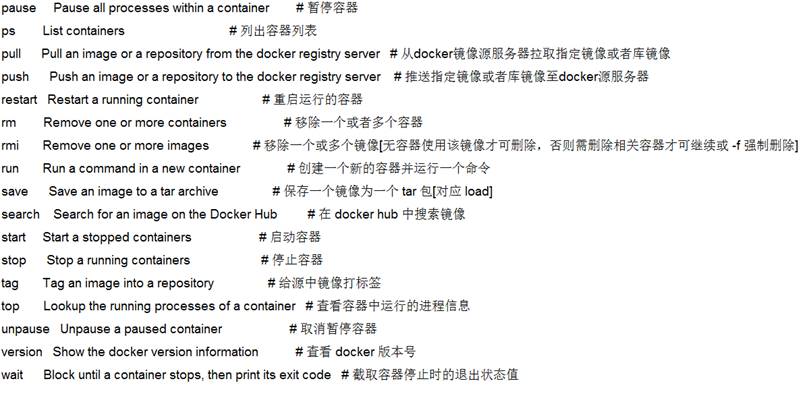 pause Pause all processes within a container # 暂停容器
ps List containers # 列出容器列表
pull Pull an image or a repository from the docker registry server # 从docker镜像源服务器拉取指定镜像或者库镜像
push Push an image or a repository to the docker registry server # 推送指定镜像或者库镜像至docker源服务器
restart Restart a running container # 重启运行的容器
rm Remove one or more containers # 移除一个或者多个容器
rmi Remove one or more images # 移除一个或多个镜像[无容器使用该镜像才可删除，否则需删除相关容器才可继续或 -f 强制删除]
run Run a command in a new container # 创建一个新的容器并运行一个命令
save Save an image to a tar archive # 保存一个镜像为一个 tar 包[对应 load]
search Search for an image on the Docker Hub # 在 docker hub 中搜索镜像
start Start a stopped containers # 启动容器
stop Stop a running containers # 停止容器
tag Tag an image into a repository # 给源中镜像打标签
top Lookup the running processes of a container # 查看容器中运行的进程信息
unpause Unpause a paused container # 取消暂停容器
version Show the docker version information # 查看 docker 版本号
wait Block until a container stops, then print its exit code # 截取容器停止时的退出状态值